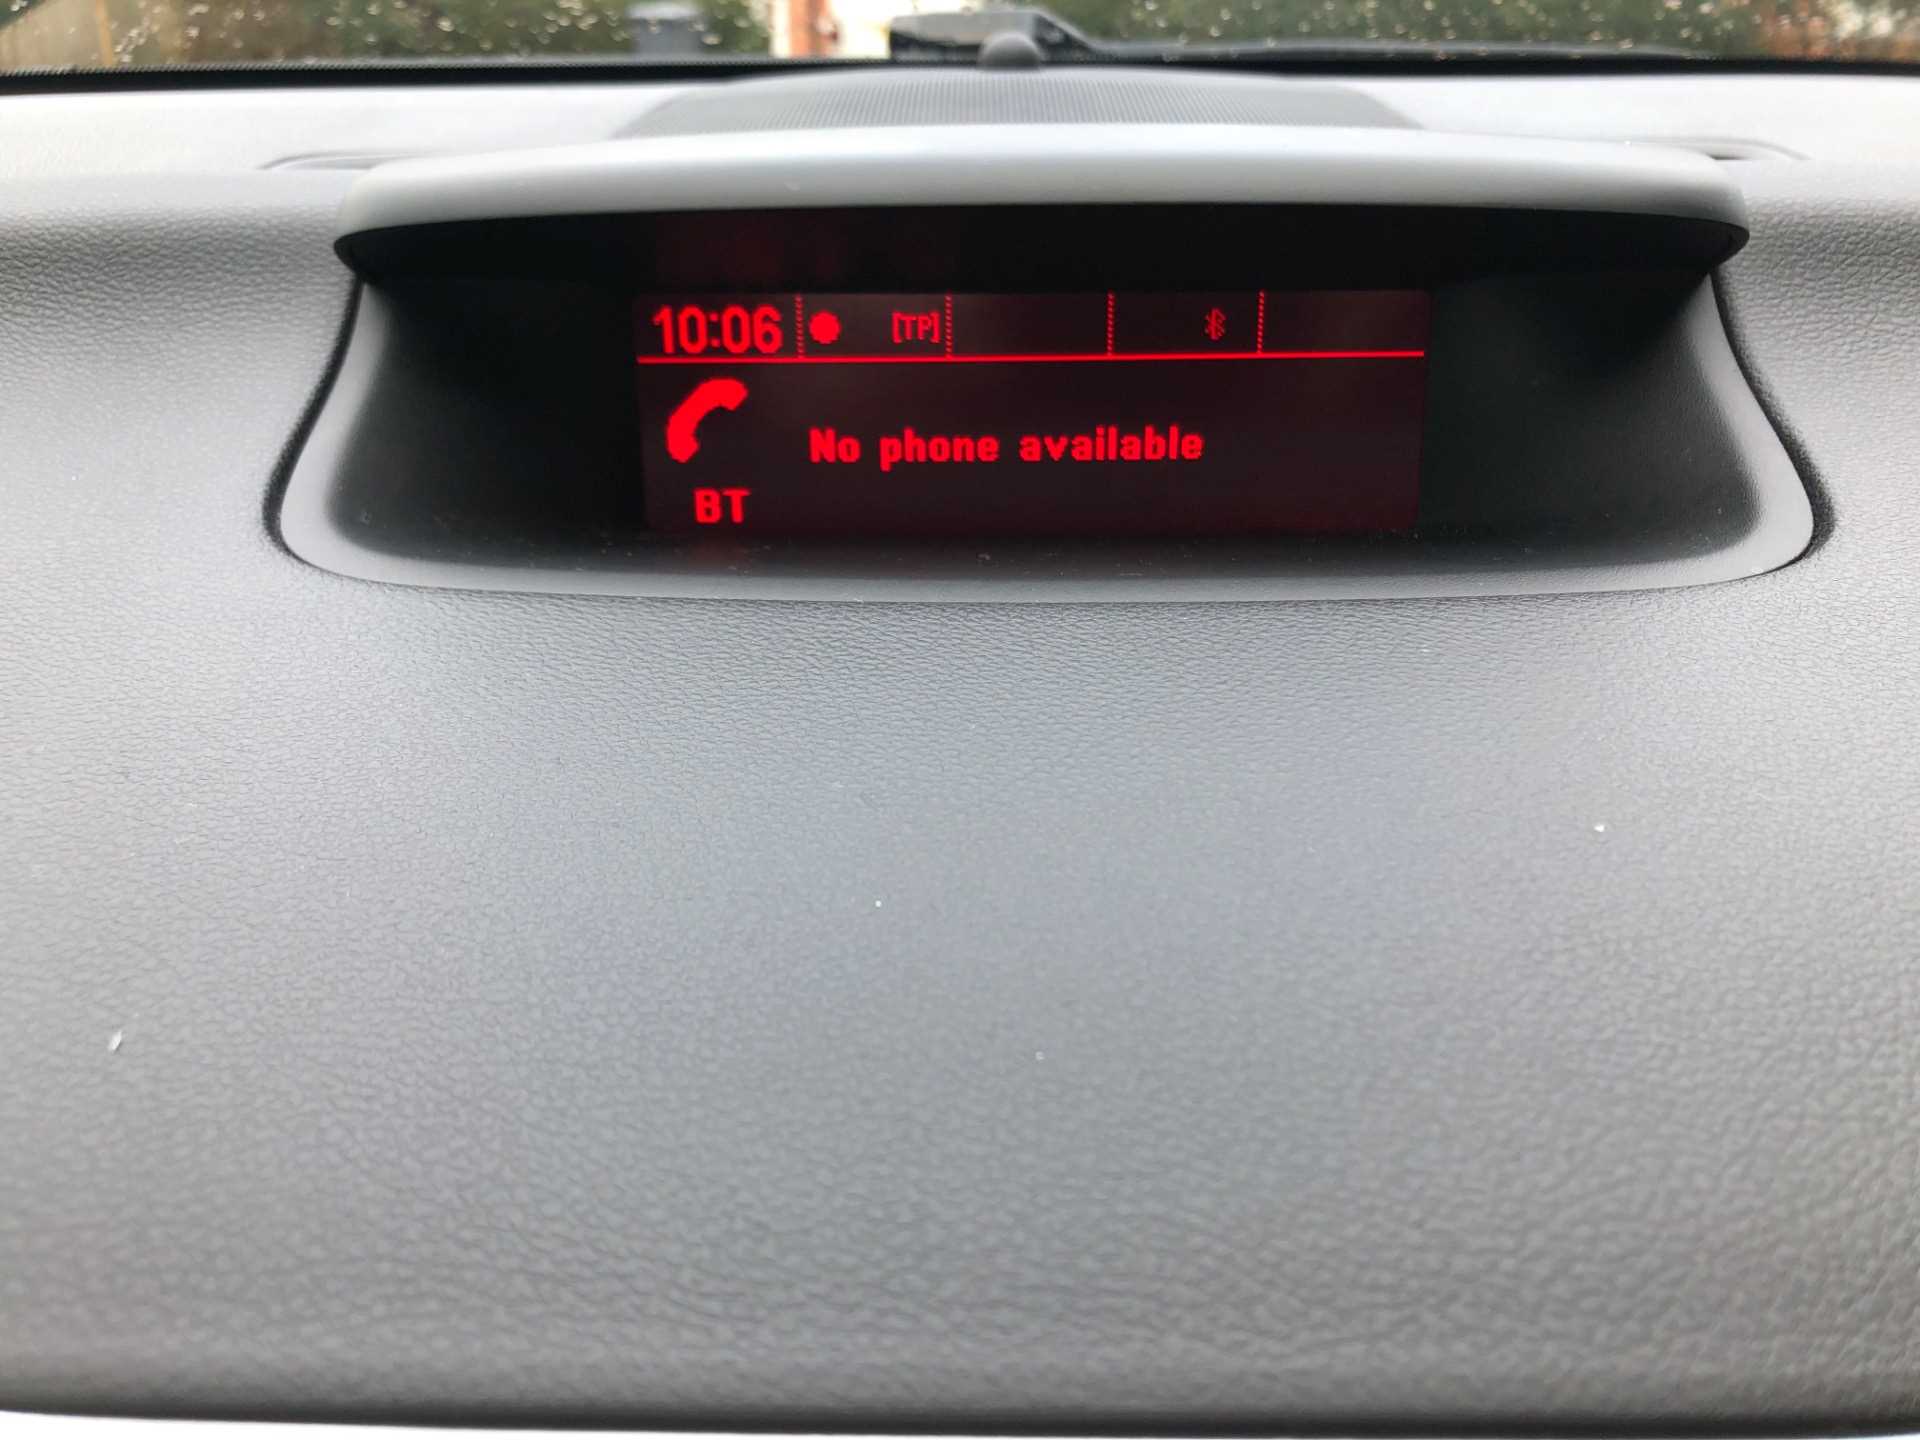 10:06 [TP]
No phone available
BT